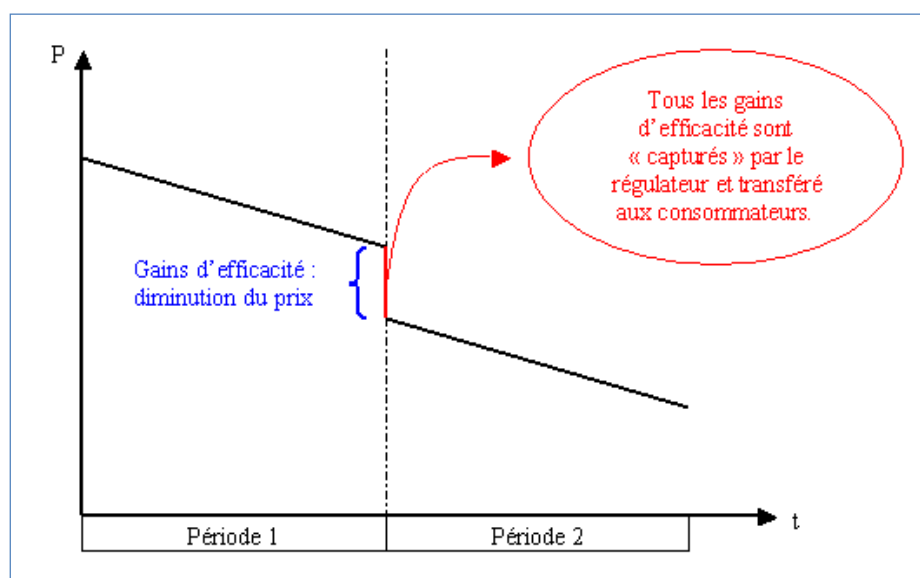 P
Tous les gains
d'efficacité sont
« capturés » par le
régulateur et transféré
aux consommateurs.
Gains d'efficacité :
diminution du prix
t
Période 1
Période 2